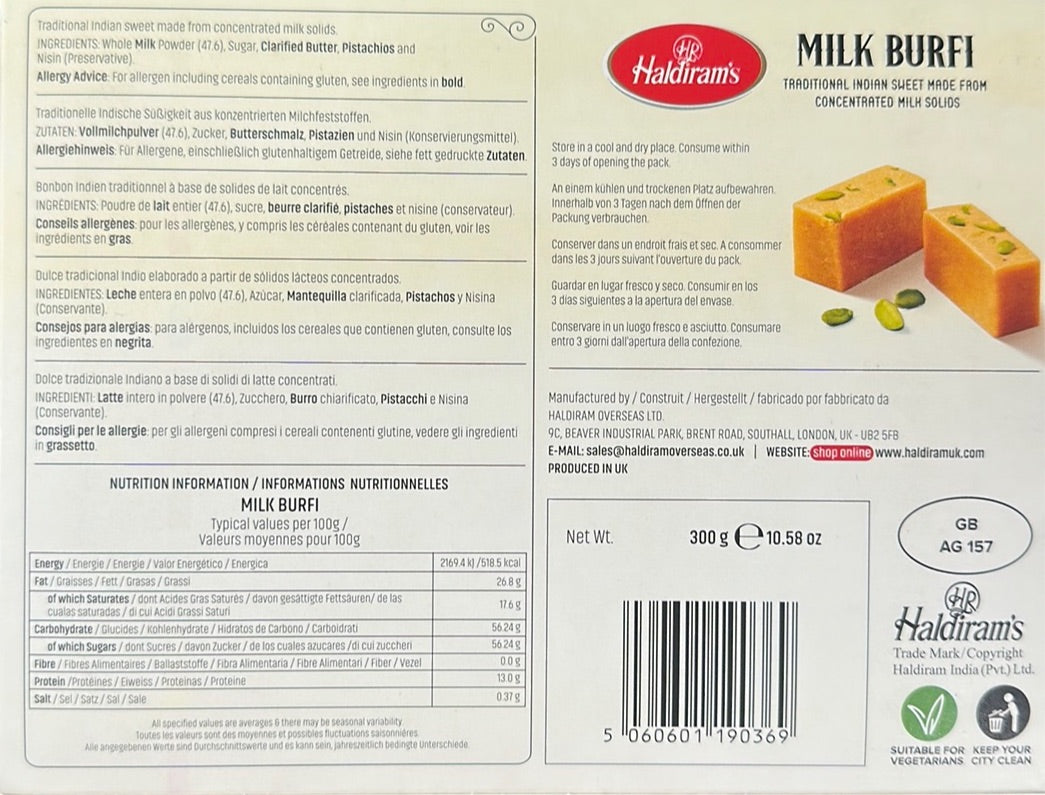 Traditional Indian sweet made from concentrated milk solids.
INGREDIENTS: Whole Milk Powder (47.6), Sugar, Clarified Butter, Pistachios and
Nisin (Preservative).
Allergy Advice: For allergen including cereals containing gluten, see ingredients in bold.
Traditionelle Indische Süßigkeit aus konzentrierten Milchfeststoffen.
ZUTATEN: Vollmilchpulver (47.6), Zucker, Butterschmalz, Pistazien und Nisin (Konservierungsmittel).
Allergiehinweis: Für Allergene, einschließlich glutenhaltigem Getreide, siehe fett gedruckte Zutaten.
Bonbon Indien traditionnel à base de solides de lait concentrés.
INGRÉDIENTS: Poudre de lait entier (47.6), sucre, beurre clarifié, pistaches et nisine (conservateur).
Conseils allergènes: pour les allergènes, y compris les céréales contenant du gluten, voir les
ingrédients en gras.
Dulce tradicional Indio elaborado a partir de sólidos lácteos concentrados.
INGREDIENTES: Leche entera en polvo (47.6), Azúcar, Mantequilla clarificada, Pistachos y Nisina
(Conservante).
Consejos para alergias: para alérgenos, incluidos los cereales que contienen gluten, consulte los
ingredientes en negrita.
Dolce tradizionale Indiano a base di solidi di latte concentrati.
INGREDIENTI: Latte intero in polvere (47.6), Zucchero, Burro chiarificato, Pistacchi e Nisina
(Conservante).
Consigli per le allergie: per gli allergeni compresi i cereali contenenti glutine, vedere gli ingredienti
in grassetto.
NUTRITION INFORMATION / INFORMATIONS NUTRITIONNELLES
MILK BURFI
Typical values per 100g /
Valeurs moyennes pour 100g
Energy / Energie / Energie / Valor Energético / Energica 2169.4 kJ /518.5 kcal
Fat / Graisses / Fett / Grasas / Grassi 26.8 g
of which Saturates / dont Acides Gras Saturés / davon gesättigte Fettsäuren/ de las
cualas saturadas / di cui Acidi Grassi Saturi 17.6 g
Carbohydrate / Glucides / Kohlenhydrate / Hidratos de Carbono / Carboidrati 56.24 g
of which Sugars / dont Sucres / davon Zucker / de los cuales azucares /di cui zuccheri 56.24 g
Fibre / Fibres Alimentaires / Ballaststoffe / Fibra Alimentaria / Fibre Alimentari / Fiber / Vezel 0.0 g
Protein /Protéines / Eiweiss / Proteinas / Proteine 13.0 g
Salt / Sel / Satz / Sal / Sale 0.37 g
All specified values are averages & there may be seasonal variability.
Toutes les valeurs sont des moyennes et possibles fluctuations saisonnières.
Alle angegebenen Werte sind Durchschnittswerte und es kann sein, jahreszeitlich bedingte Unterschiede.
HR
Haldiram's
MILK BURFI
TRADITIONAL INDIAN SWEET MADE FROM
CONCENTRATED MILK SOLIDS
Store in a cool and dry place. Consume within
3 days of opening the pack.
An einem kühlen und trockenen Platz aufbewahren.
Innerhalb von 3 Tagen nach dem Öffnen der
Packung verbrauchen.
Conserver dans un endroit frais et sec. A consommer
dans les 3 jours suivant l'ouverture du pack.
Guardar en lugar fresco y seco. Consumir en los
3 días siguientes a la apertura del envase.
Conservare in un luogo fresco e asciutto. Consumare
entro 3 giorni dall'apertura della confezione.
Manufactured by / Construit / Hergestellt / fabricado por fabbricato da
HALDIRAM OVERSEAS LTD.
9C, BEAVER INDUSTRIAL PARK, BRENT ROAD, SOUTHALL, LONDON, UK - UB2 5FB
E-MAIL: sales@haldiramoverseas.co.uk | WEBSITE: shop online www.haldiramuk.com
PRODUCED IN UK
Net Wt. 300 g e 10.58 oz
5 060601 190369
GB
AG 157
HR
Haldiram's
Trade Mark/Copyright
Haldiram India (Pvt.) Ltd.
SUITABLE FOR VEGETARIANS
KEEP YOUR CITY CLEAN